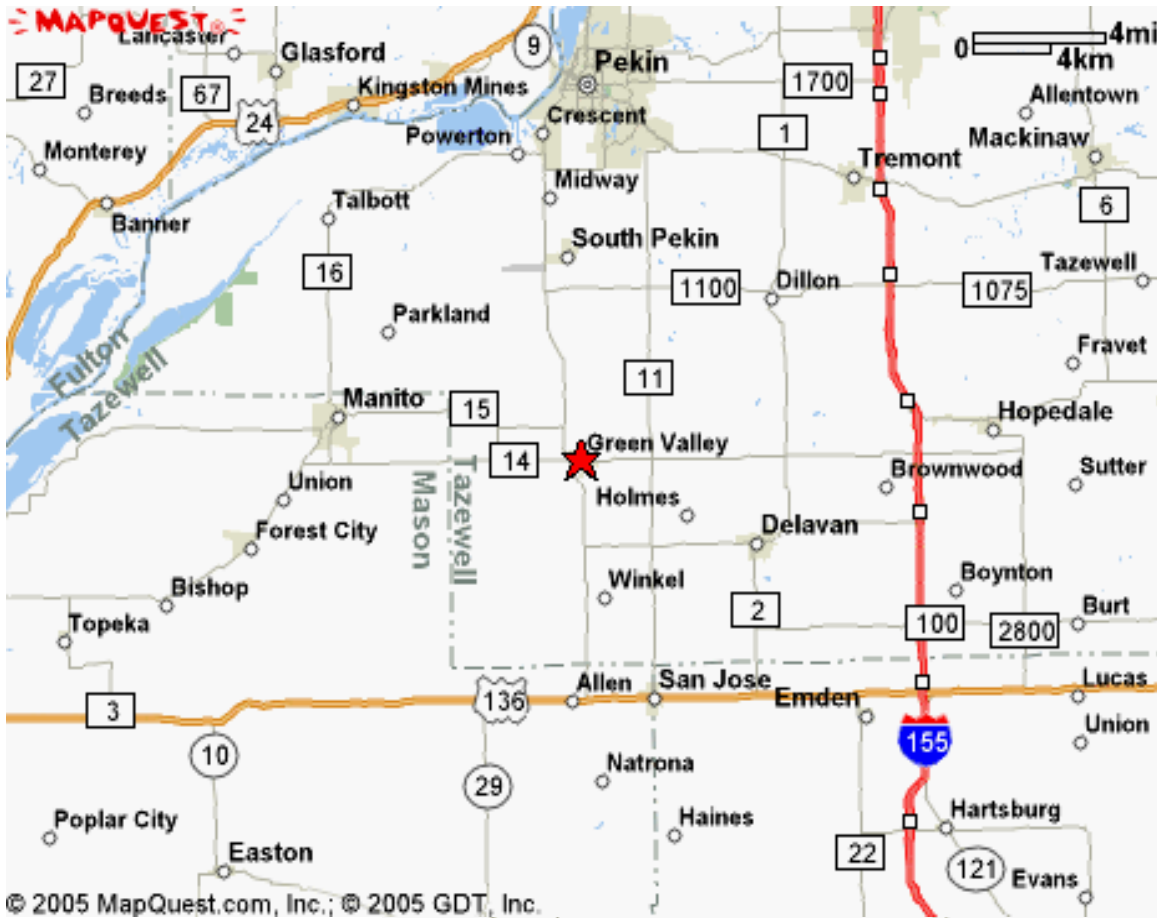 MAPQUEST
Lancaster
Glasford
9
Pekin
0
4mi
4km
27
Breeds
67
Kingston Mines
1700
Allentown
24
Crescent
1
Mackinaw
Monterey
Powerton
Tremont
Talbott
Midway
6
Banner
South Pekin
16
1100
Dillon
1075
Tazewell
Parkland
Fulton
Tazewell
Fravet
11
Manito
15
Hopedale
Green Valley
14
Tazewell
Mason
Brownwood
Sutter
Union
Holmes
Forest City
Delavan
Bishop
Winkel
Boynton
Topeka
2
100
2800
Burt
3
136
Allen
San Jose
Emden
Lucas
10
155
Union
29
Natrona
Poplar City
Haines
Hartsburg
Easton
22
121
Evans
© 2005 MapQuest.com, Inc.; © 2005 GDT, Inc.